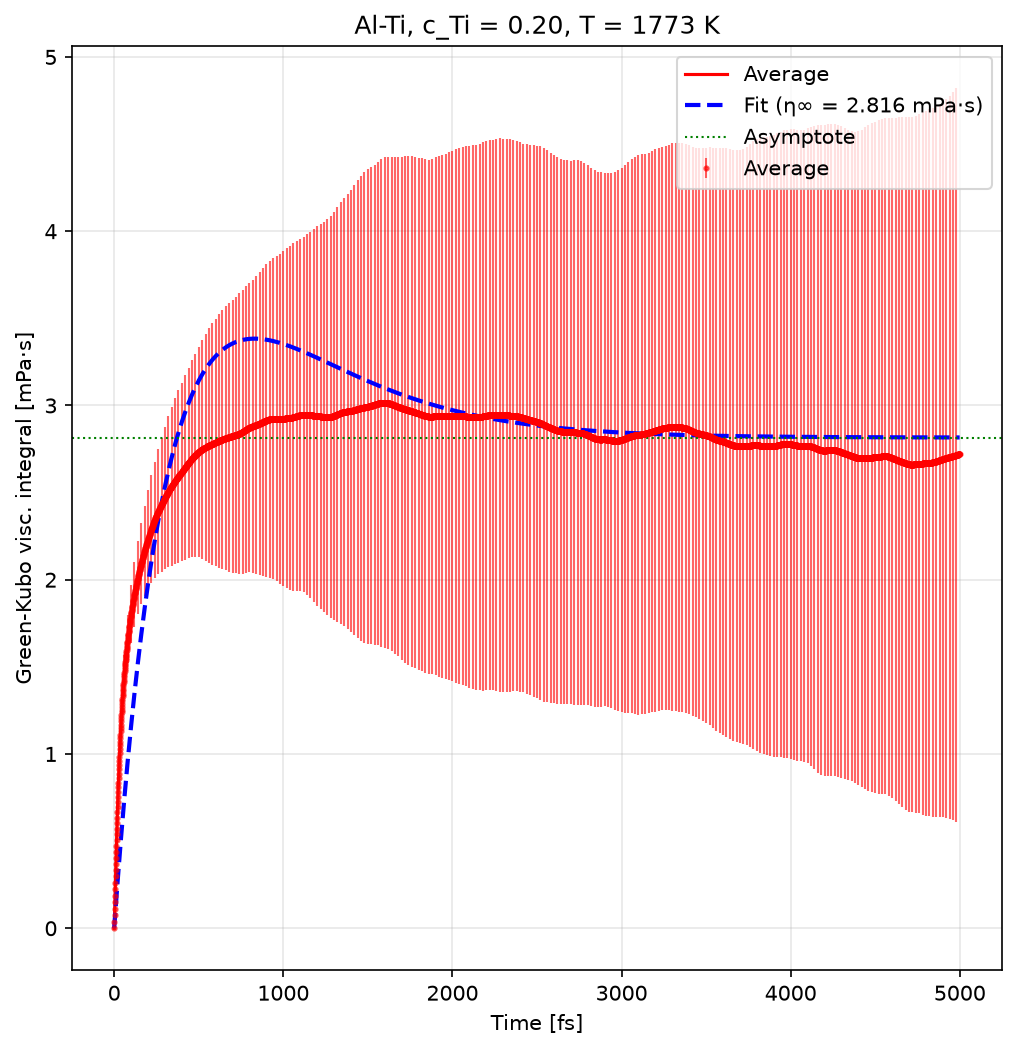 Al-Ti, c_Ti = 0.20, T = 1773 K
Average
Fit (η∞ = 2.816 mPa·s)
Asymptote
Average
Green-Kubo visc. integral [mPa·s]
5
4
3
2
1
0
0 1000 2000 3000 4000 5000
Time [fs]